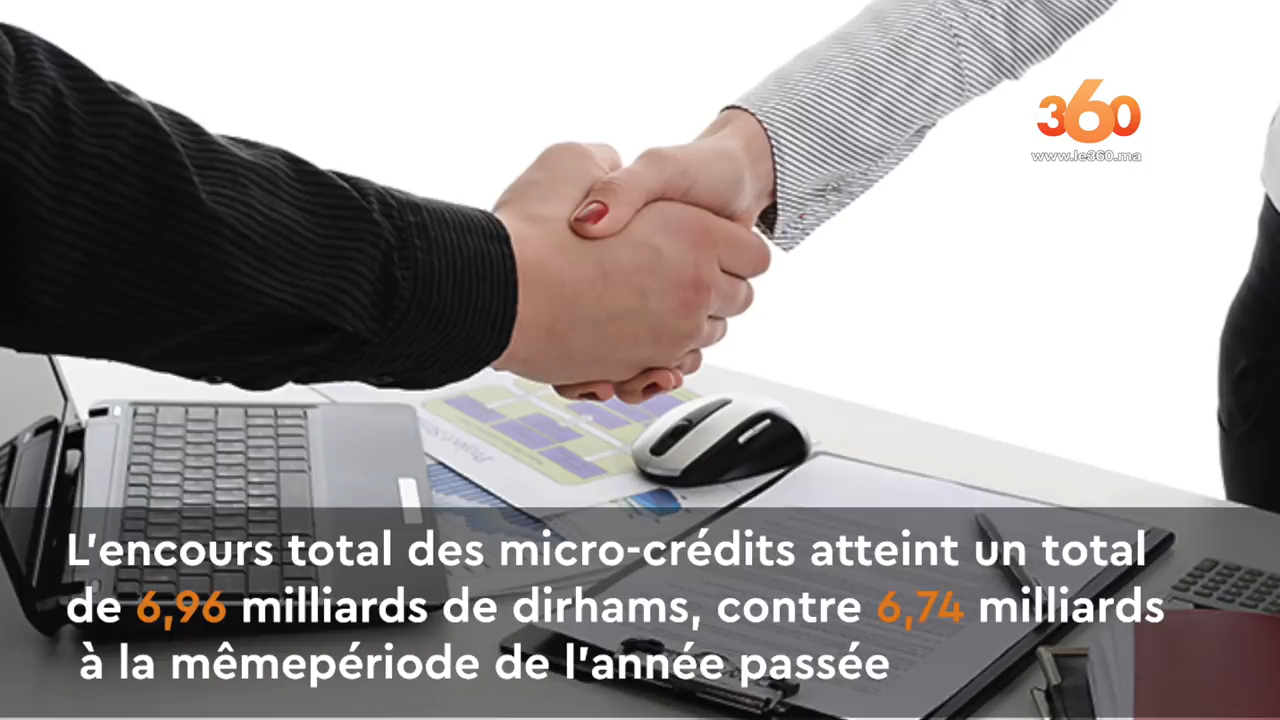 360
www.le360.ma
L'encours total des micro-crédits atteint un total
de 6,96 milliards de dirhams, contre 6,74 milliards
à la mêmepériode de l'année passée